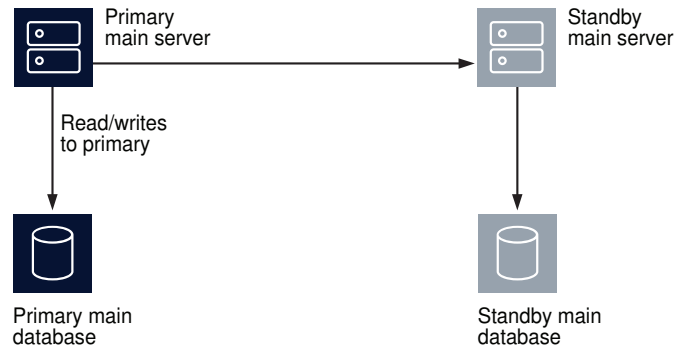 Primary
main server
Standby
main server
Read/writes
to primary
Primary main
database
Standby main
database